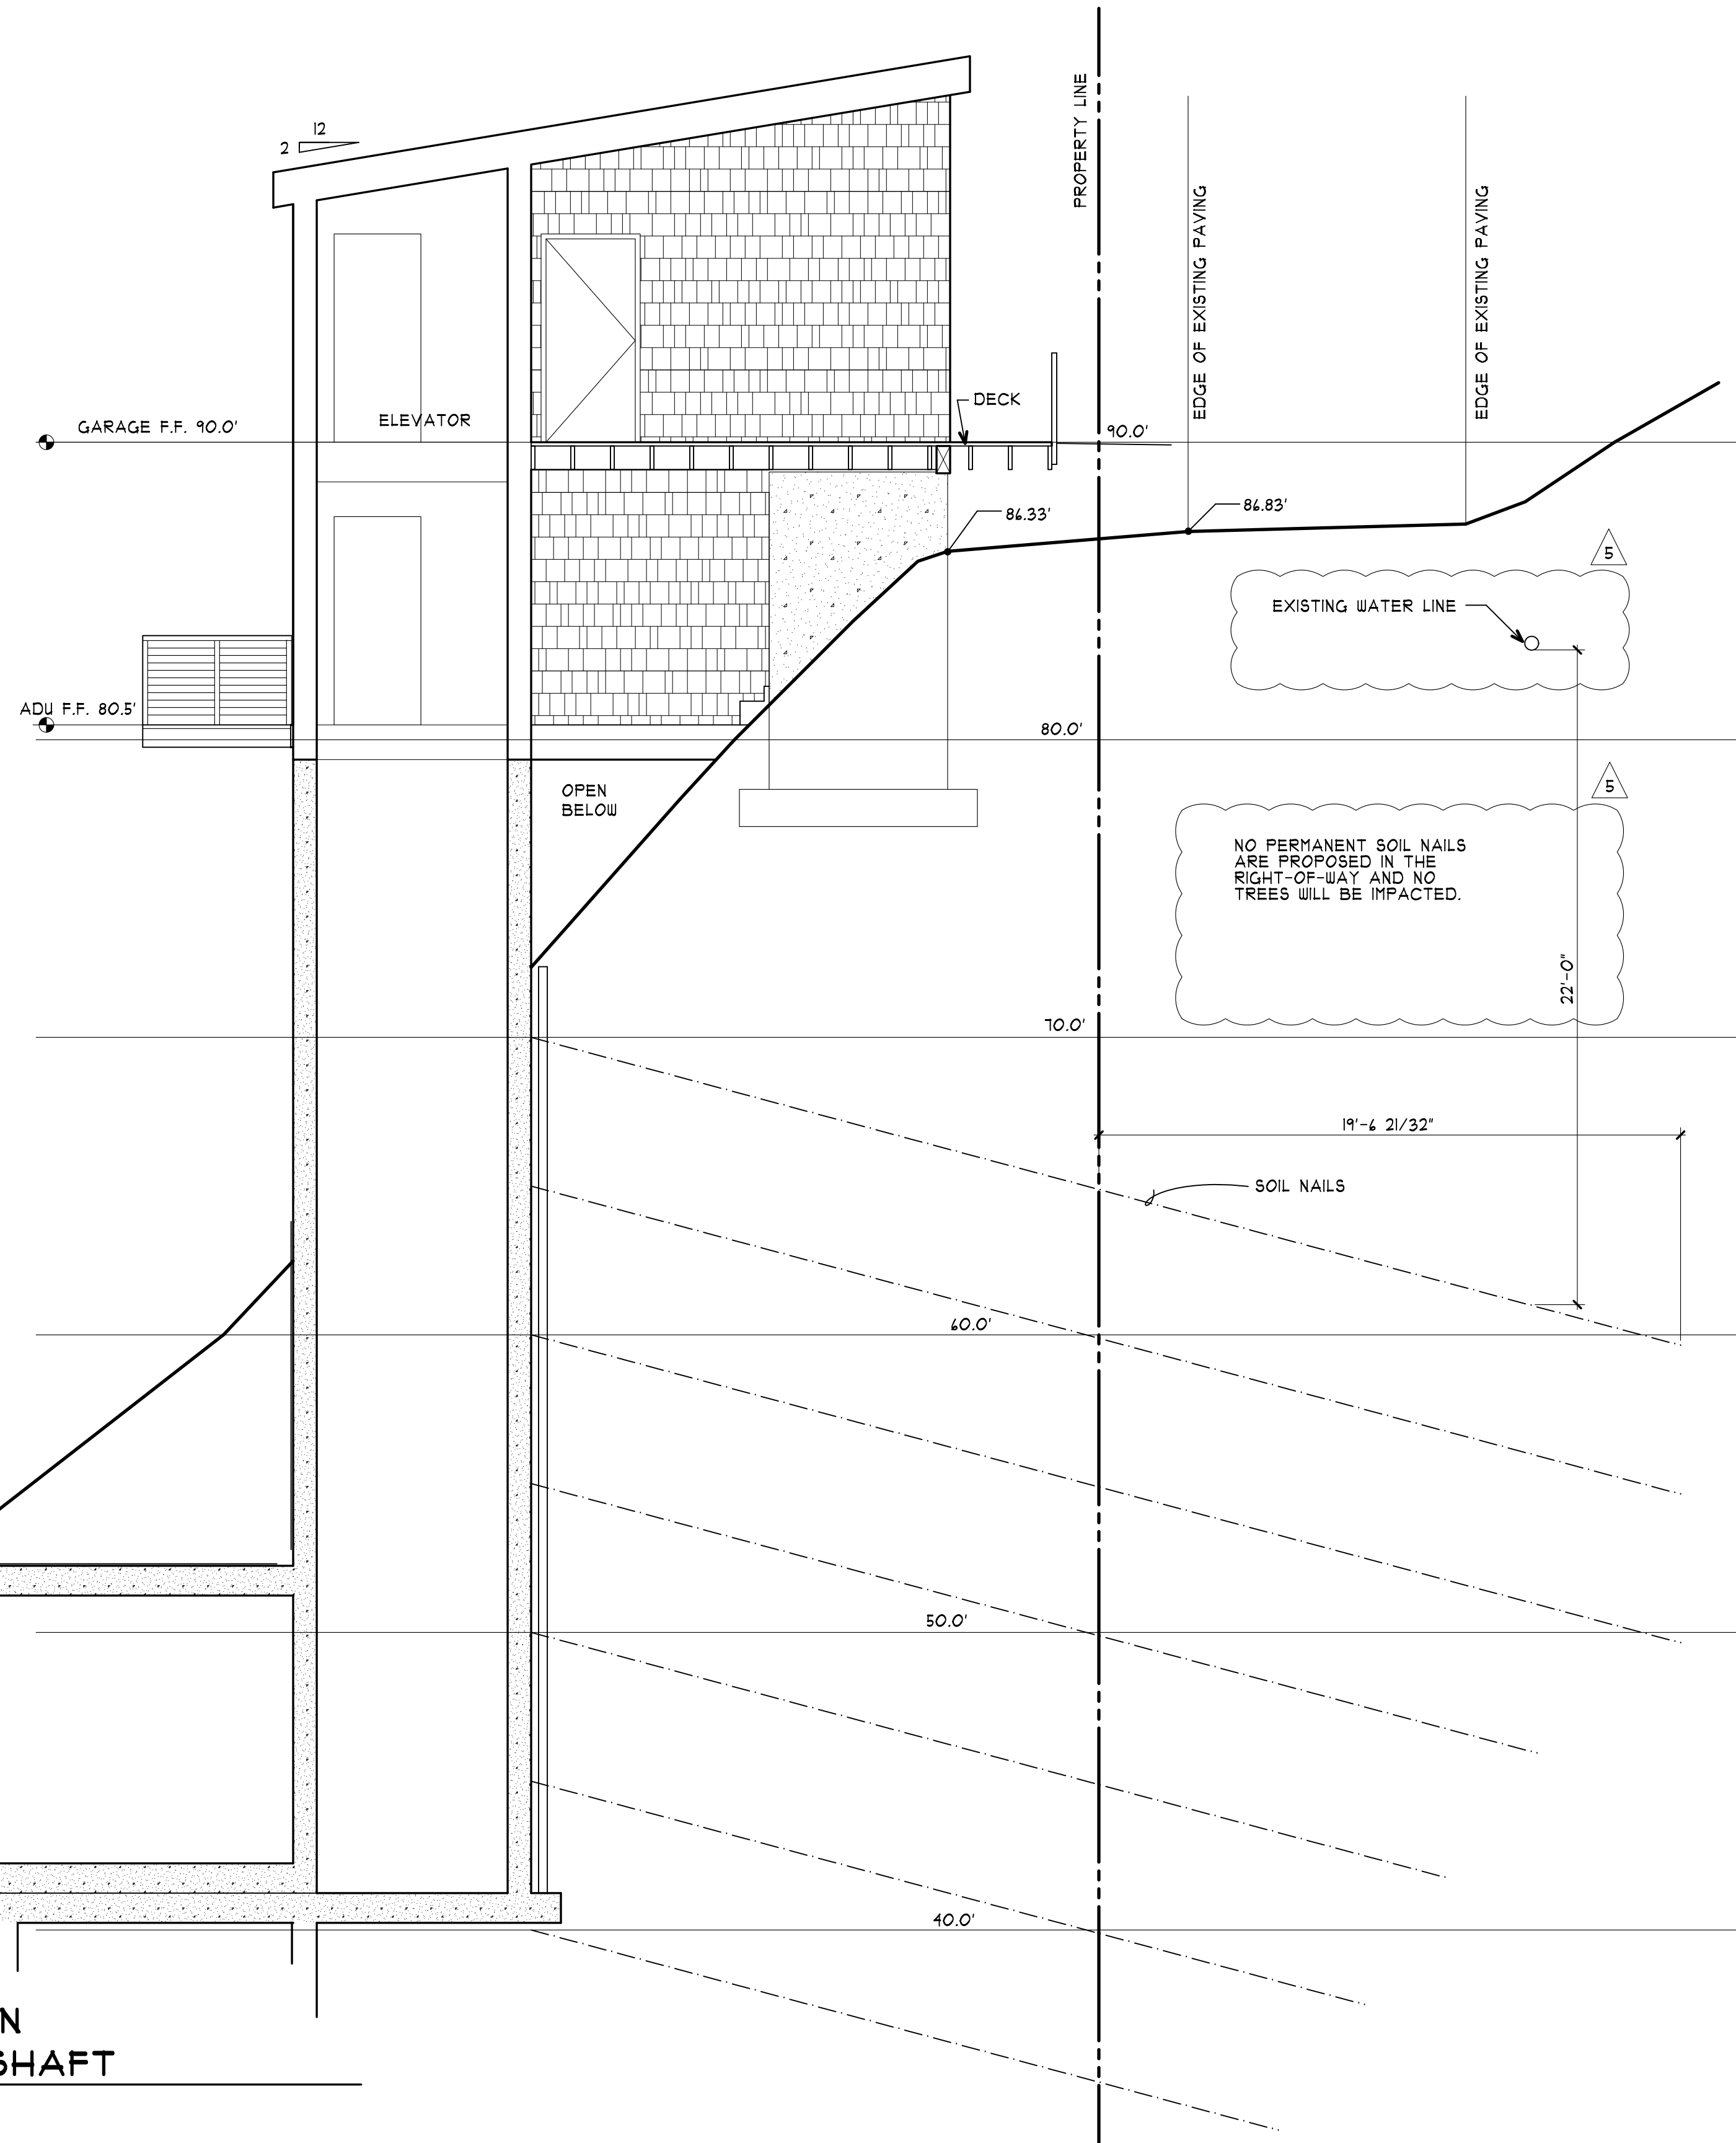 PROPERTY LINE
12
2
EDGE OF EXISTING PAVING
EDGE OF EXISTING PAVING
DECK
GARAGE F.F. 90.0'
ELEVATOR
90.0'
86.33'
86.83'
5
EXISTING WATER LINE
ADU F.F. 80.5'
80.0'
OPEN
BELOW
5
NO PERMANENT SOIL NAILS
ARE PROPOSED IN THE
RIGHT-OF-WAY AND NO
TREES WILL BE IMPACTED.
22'-0"
70.0'
19'-6 21/32"
SOIL NAILS
60.0'
50.0'
40.0'
N
SHAFT